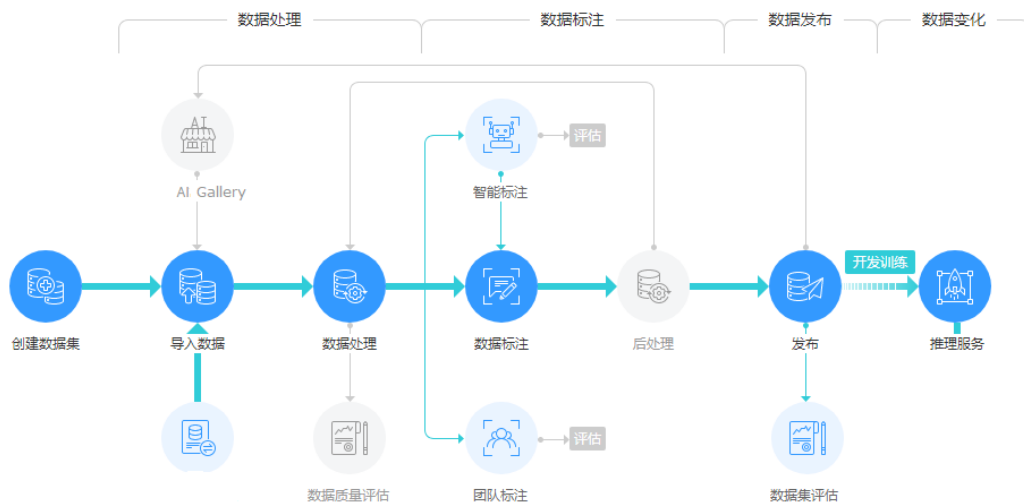 数据处理
数据标注
数据发布
数据变化
AI
评估
AI Gallery
智能标注
开发训练
创建数据集
导入数据
数据处理
数据标注
后处理
发布
推理服务
评估
数据质量评估
团队标注
数据集评估